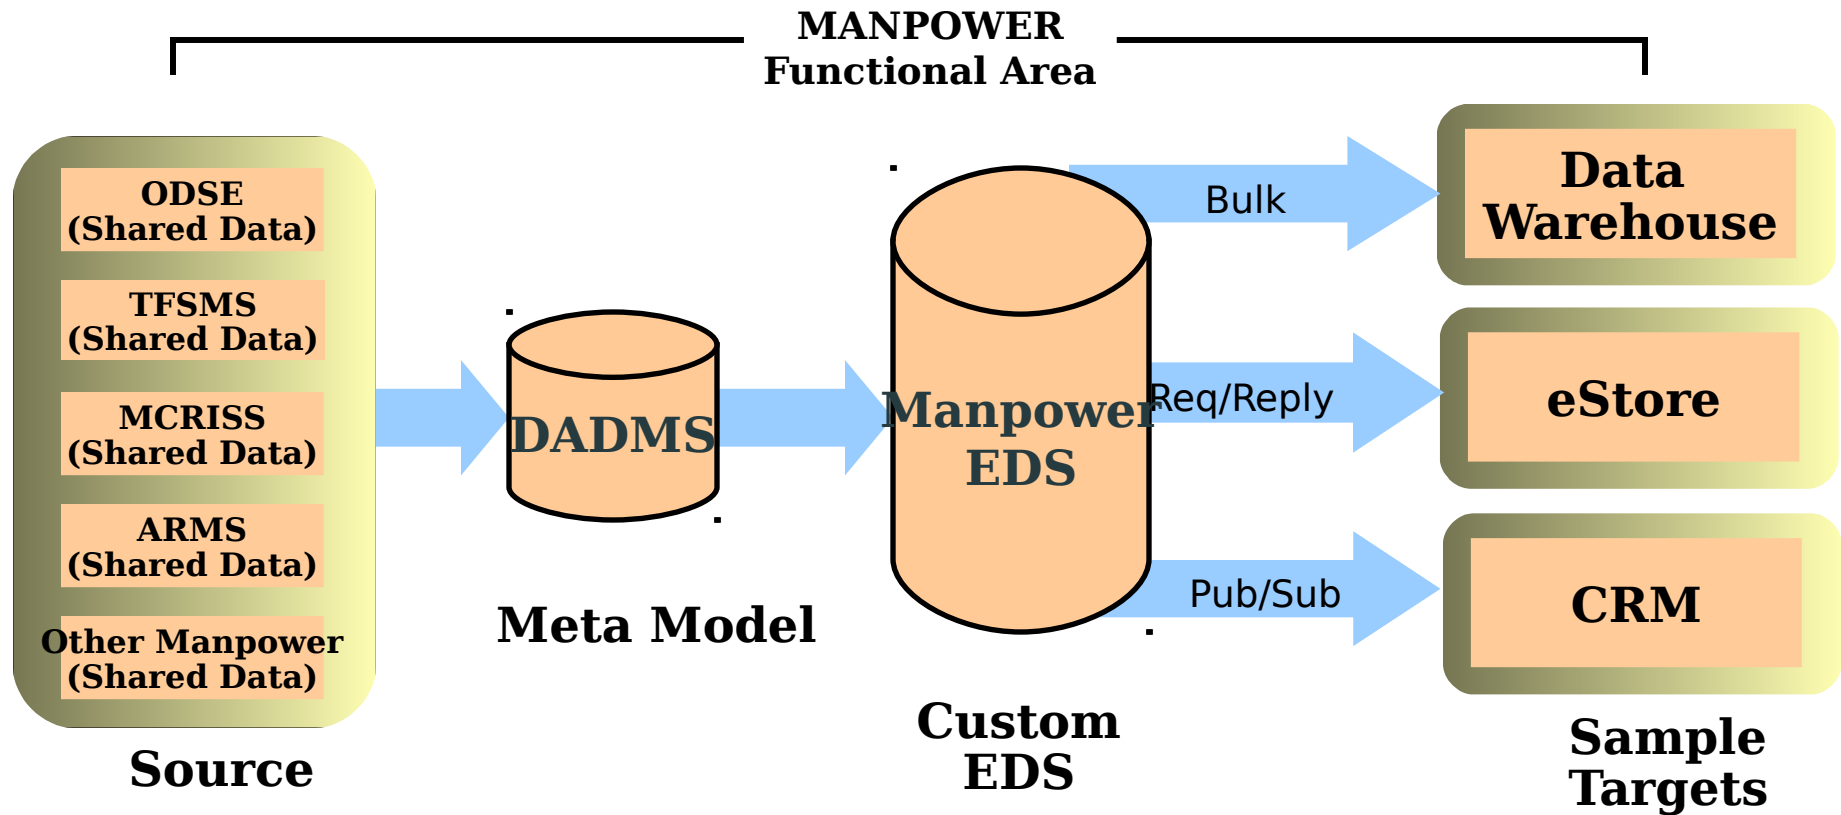 MANPOWER
Functional Area
ODSE
(Shared Data)
TFSMS
(Shared Data)
MCRISS
(Shared Data)
ARMS
(Shared Data)
Other Manpower
(Shared Data)
Source
DADMS
Meta Model
Manpower
EDS
Custom
EDS
Bulk
Req/Reply
Pub/Sub
Data
Warehouse
eStore
CRM
Sample
Targets